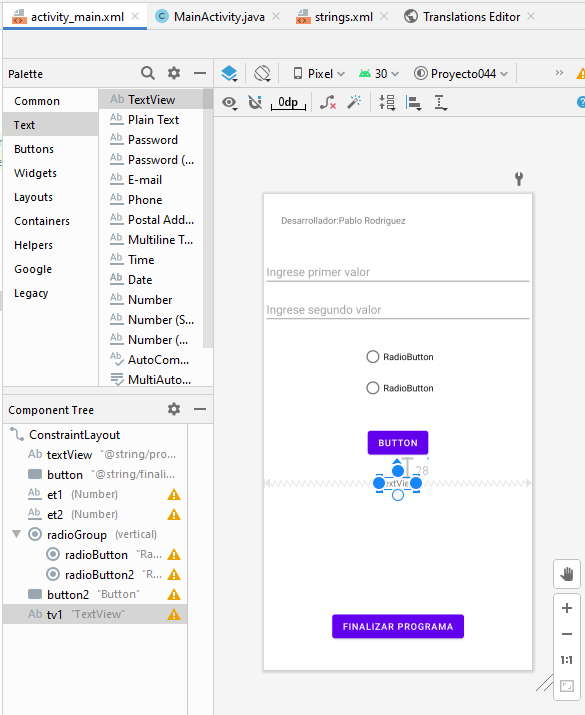 activity_main.xml MainActivity.java strings.xml Translations Editor
Palette
Pixel 30 Proyecto044 »
0dp
Common
Text
Buttons
Widgets
Layouts
Containers
Helpers
Google
Legacy
Ab TextView
Ab Plain Text
Ab Password
Ab Password (...
Ab E-mail
Ab Phone
Ab Postal Add...
Ab Multiline T...
Ab Time
Ab Date
Ab Number
Ab Number (S...
Ab Number (...
Ab AutoCom...
MultiAuto...
Component Tree
ConstraintLayout
Ab textView "@string/pro...
button "@string/finali...
Ab et1 (Number)
Ab et2 (Number)
radioGroup (vertical)
radioButton "Ra...
radioButton2 "R...
button2 "Button"
Ab tv1 "TextView"
Desarrollador:Pablo Rodriguez
Ingrese primer valor
Ingrese segundo valor
RadioButton
RadioButton
BUTTON
28
FINALIZAR PROGRAMA
+
−
1:1